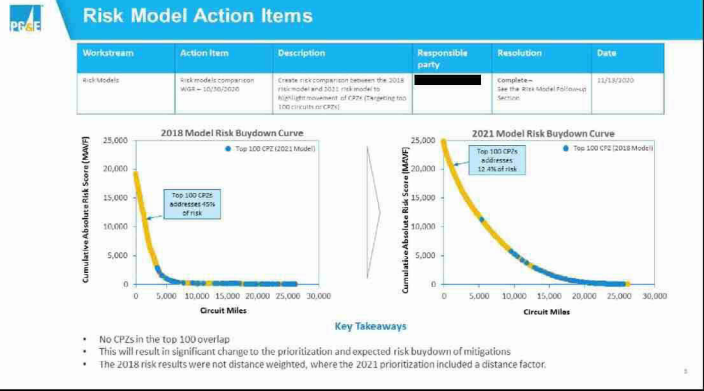 PG&E
Risk Model Action Items
Workstream Action Item Description Responsible party Resolution Date
Risk Models
Risk models comparison
WGR – 10/30/2020
Create risk comparison between the 2018
risk model and 2021 risk model to
highlight movement of CPZs (Targeting top
100 circuits or CPZs)
Complete –
See the Risk Model Followup
Section
11/13/2020
2018 Model Risk Buydown Curve
Cumulative Absolute Risk Score (MAVF)
25,000
20,000
15,000
10,000
5,000
0
Top 100 CPZ (2021 Model)
Top 100 CPZs
addresses 45%
of risk
0 5,000 10,000 15,000 20,000 25,000 30,000
Circuit Miles
2021 Model Risk Buydown Curve
Cumulative Absolute Risk Score (MAVF)
25,000
20,000
15,000
10,000
5,000
0
Top 100 CPZ (2018 Model)
Top 100 CPZs
addresses
12.4% of risk
0 5,000 10,000 15,000 20,000 25,000 30,000
Circuit Miles
Key Takeaways
• No CPZs in the top 100 overlap
• This will result in significant change to the prioritization and expected risk buydown of mitigations
• The 2018 risk results were not distance weighted, where the 2021 prioritization included a distance factor.